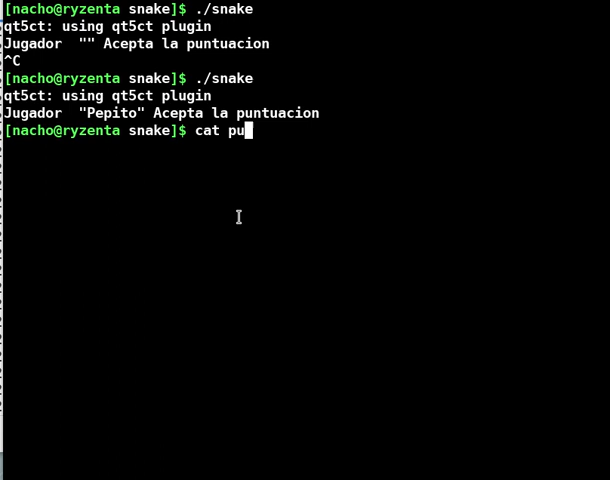 [nacho@ryzenta snake]$ ./snake
qt5ct: using qt5ct plugin
Jugador  "" Acepta la puntuacion
^C
[nacho@ryzenta snake]$ ./snake
qt5ct: using qt5ct plugin
Jugador  "Pepito" Acepta la puntuacion
[nacho@ryzenta snake]$ cat pu